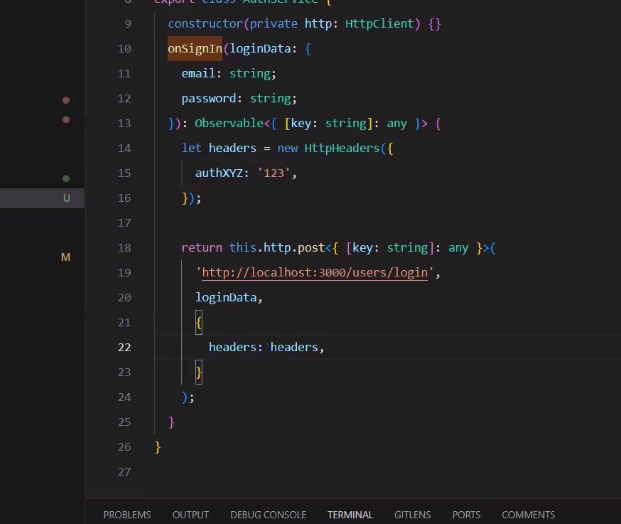 8 export class AuthService {
9 constructor(private http: HttpClient) {}
10 onSignIn(loginData: {
11 email: string;
12 password: string;
13 }): Observable<{ [key: string]: any }> {
14 let headers = new HttpHeaders({
15 authXYZ: '123',
16 });
17
18 return this.http.post<{ [key: string]: any }>(
19 'http://localhost:3000/users/login',
20 loginData,
21 {
22 headers: headers,
23 }
24 );
25 }
26 }
27
U
M
PROBLEMS OUTPUT DEBUG CONSOLE TERMINAL GITLENS PORTS COMMENTS